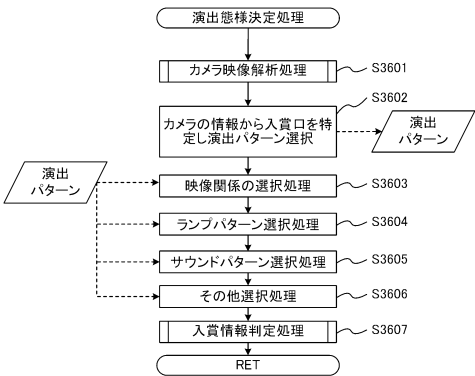 演出態様決定処理
カメラ映像解析処理
S3601
S3602
カメラの情報から入賞口を特
定し演出パターン選択
演出
パターン
演出
パターン
映像関係の選択処理
S3603
ランプパターン選択処理
S3604
サウンドパターン選択処理
S3605
その他選択処理
S3606
入賞情報判定処理
S3607
RET